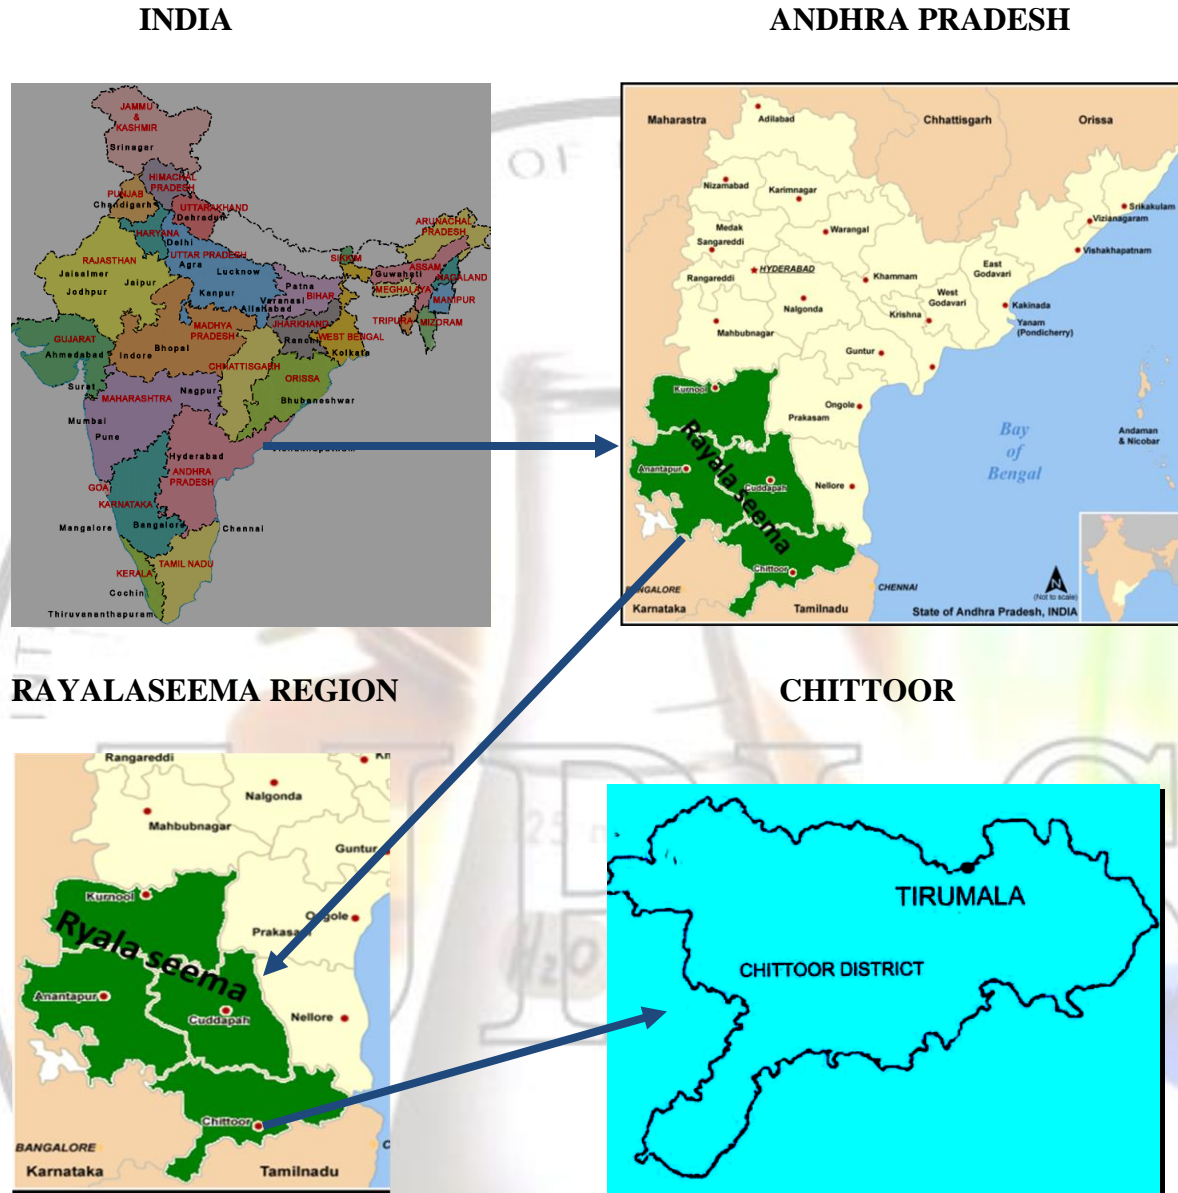 INDIA
ANDHRA PRADESH
JAMMU
&
KASHMIR
Srinagar
HIMACHAL
PRADESH
PUNJAB
Chandigarh
UTTARAKHAND
Dehradun
HARYANA
Delhi
UTTAR PRADESH
Agra
Lucknow
RAJASTHAN
Jaisalmer
Jaipur
Jodhpur
Kanpur
Allahabad
Varanasi
Patna
BIHAR
SIKKIM
ARUNACHAL
PRADESH
ASSAM
Guwahati
NAGALAND
MEGHALAYA
MANIPUR
TRIPURA
MIZORAM
GUJARAT
Ahmedabad
Surat
MADHYA
PRADESH
Indore
Bhopal
JHARKHAND
Ranchi
WEST BENGAL
Kolkata
CHHATTISGARH
ORISSA
Bhubaneshwar
MAHARASHTRA
Nagpur
Mumbai
Pune
Hyderabad
ANDHRA
PRADESH
GOA
KARNATAKA
Mangalore
Bangalore
Chennai
TAMIL NADU
KERALA
Cochin
Thiruvananthapuram
Maharastra
Adilabad
Chhattisgarh
Orissa
Nizamabad
Karimnagar
Srikakulam
Vizianagaram
Medak
Sangareddi
Warangal
Vishakhapatnam
Rangareddi
HYDERABAD
Khammam
East
Godavari
West
Godavari
Nalgonda
Krishna
Kakinada
Yanam
(Pondicherry)
Mahbubnagar
Guntur
Kurnool
Ongole
Prakasam
Rayala seema
Anantapur
Cuddapah
Nellore
Bay
of
Bengal
Andaman
& Nicobar
Chittoor
BANGALORE
Karnataka
Tamilnadu
CHENNAI
N
(Not to scale)
State of Andhra Pradesh, INDIA
OF
RAYALASEEMA REGION
CHITTOOR
Rangareddi
Nalgonda
Mahbubnagar
Guntur
Kurnool
Ongole
Prakasam
Ryala seema
Anantapur
Cuddapah
Nellore
Chittoor
BANGALORE
Karnataka
Tamilnadu
TIRUMALA
CHITTOOR DISTRICT